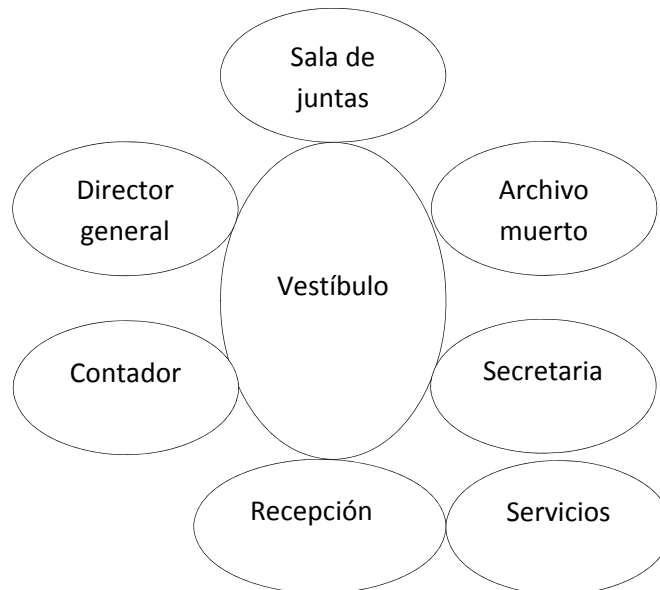 Sala de
juntas
Director
general
Archivo
muerto
Vestíbulo
Contador
Secretaria
Recepción
Servicios